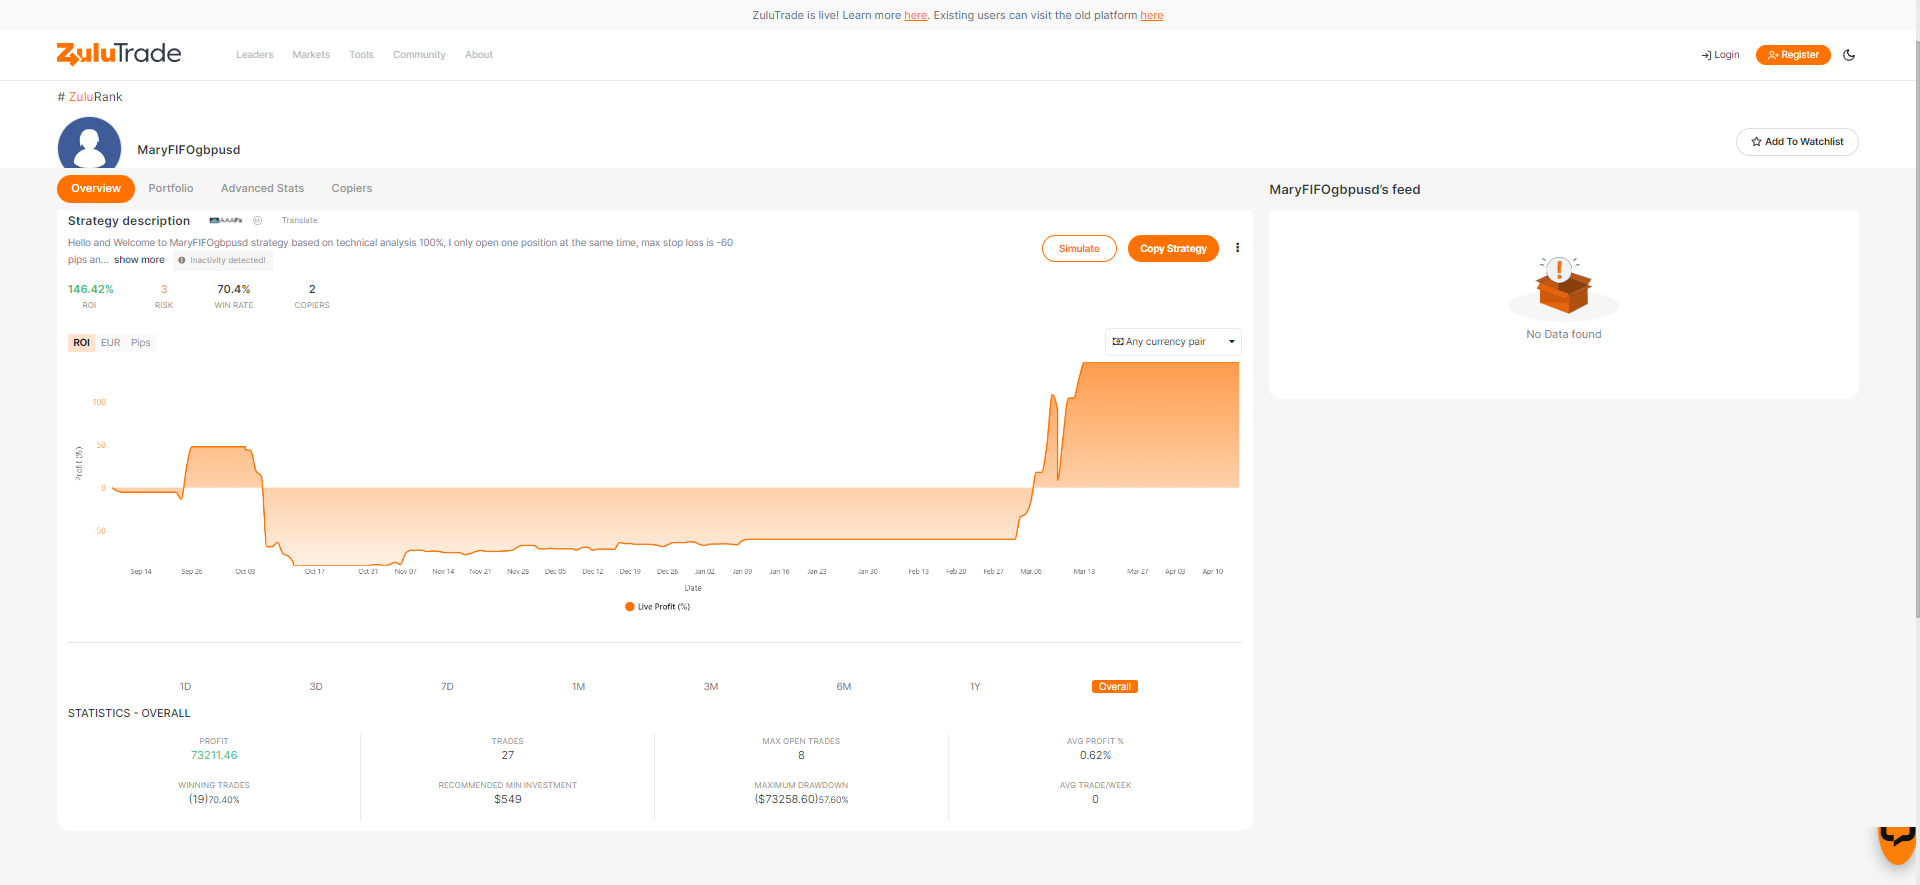 ZuluTrade is live! Learn more here. Existing users can visit the old platform here
ZuluTrade
Leaders Markets Tools Community About
Login Register
# ZuluRank
MaryFIFOgbpusd
Add To Watchlist
Overview Portfolio Advanced Stats Copiers
MaryFIFOgbpusd's feed
Strategy description AAAFx Translate
Hello and Welcome to MaryFIFOgbpusd strategy based on technical analysis 100%, I only open one position at the same time, max stop loss is -60
pips an... show more Inactivity detected!
Simulate Copy Strategy
146.42% 3 70.4% 2
ROI RISK WIN RATE COPIERS
No Data found
ROI EUR Pips
Any currency pair
100
50
0
-50
Profit (%)
Sep 14 Sep 26 Oct 03 Oct 17 Oct 31 Nov 07 Nov 14 Nov 21 Nov 28 Dec 05 Dec 12 Dec 19 Dec 26 Jan 02 Jan 09 Jan 16 Jan 23 Jan 30 Feb 13 Feb 20 Feb 27 Mar 06 Mar 13 Mar 27 Apr 03 Apr 10
Date
Live Profit (%)
1D 3D 7D 1M 3M 6M 1Y Overall
STATISTICS - OVERALL
PROFIT TRADES MAX OPEN TRADES AVG PROFIT %
73211.46 27 8 0.62%
WINNING TRADES RECOMMENDED MIN INVESTMENT MAXIMUM DRAWDOWN AVG TRADE/WEEK
(19)70.40% $549 ($73258.60)57.60% 0